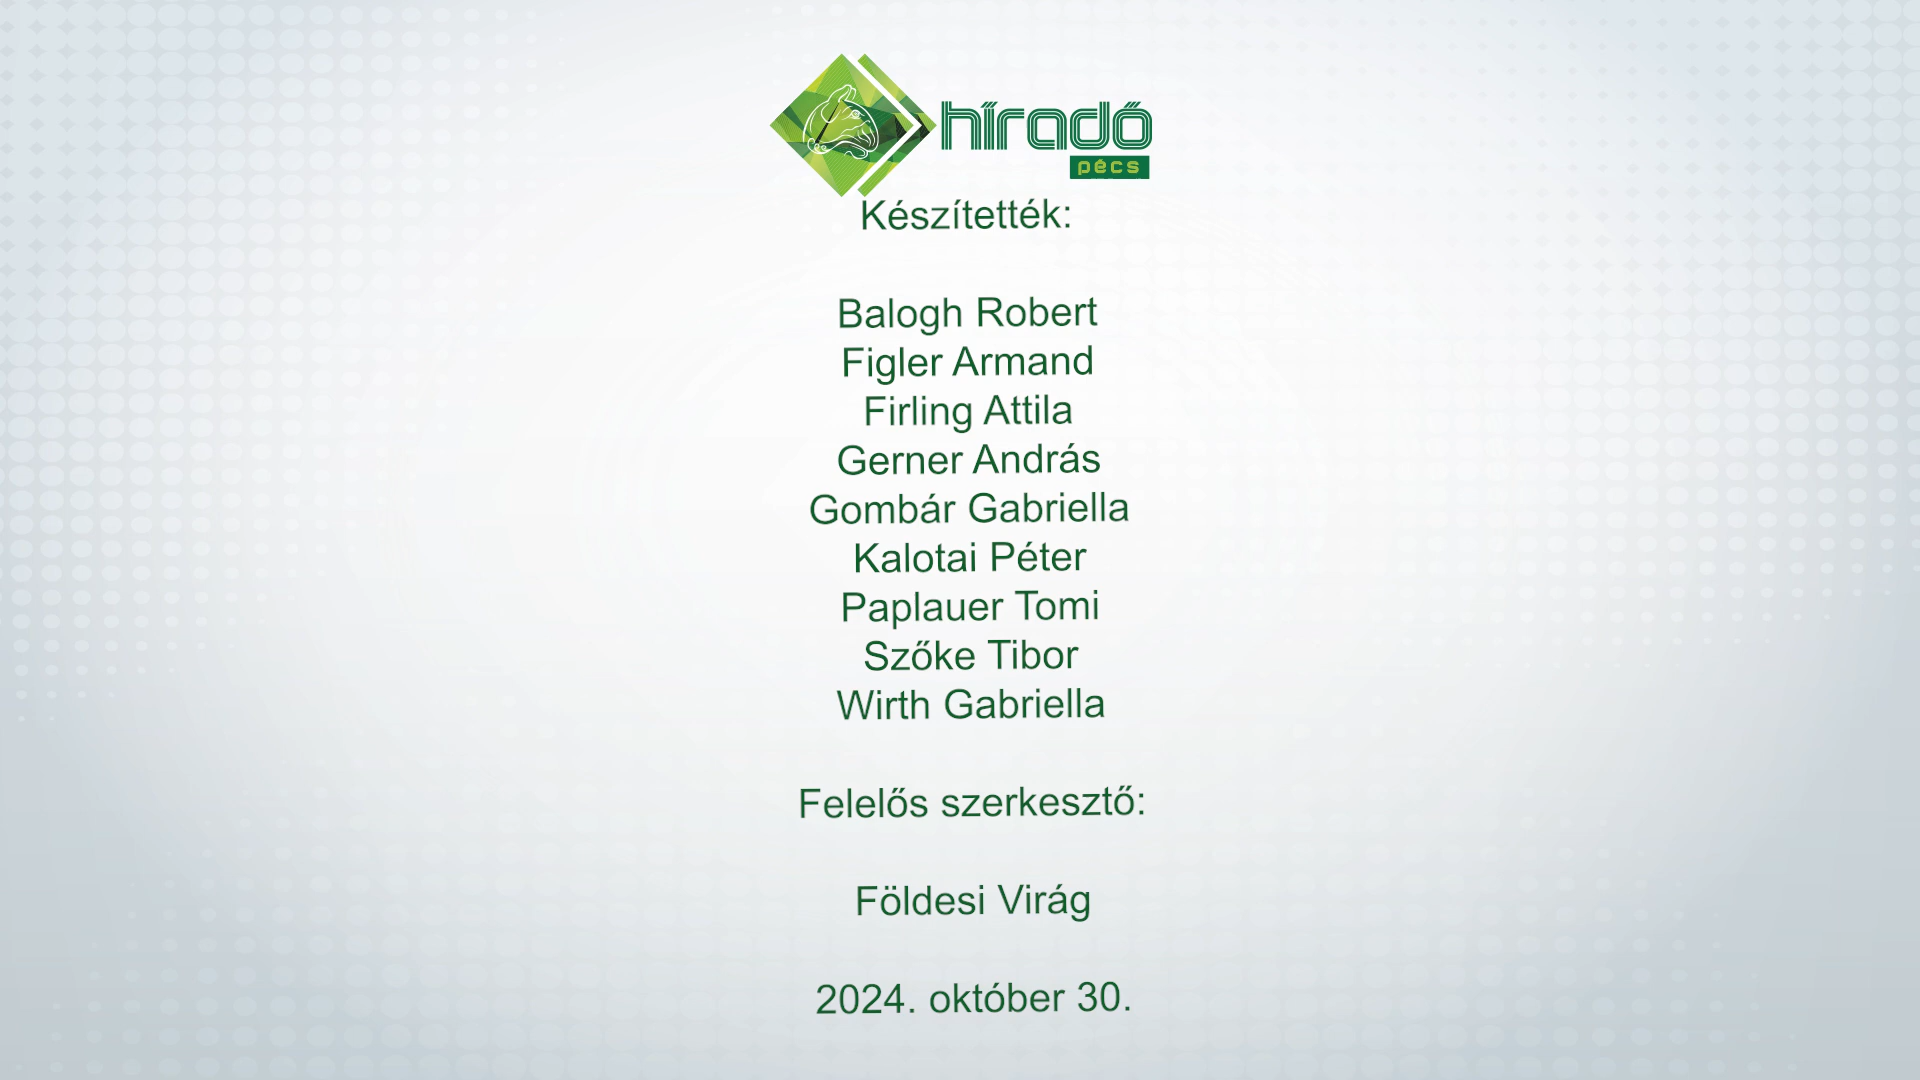 híradó
pécs
Készítették:
Balogh Robert
Figler Armand
Firling Attila
Gerner András
Gombár Gabriella
Kalotai Péter
Paplauer Tomi
Szőke Tibor
Wirth Gabriella
Felelős szerkesztő:
Földesi Virág
2024. október 30.